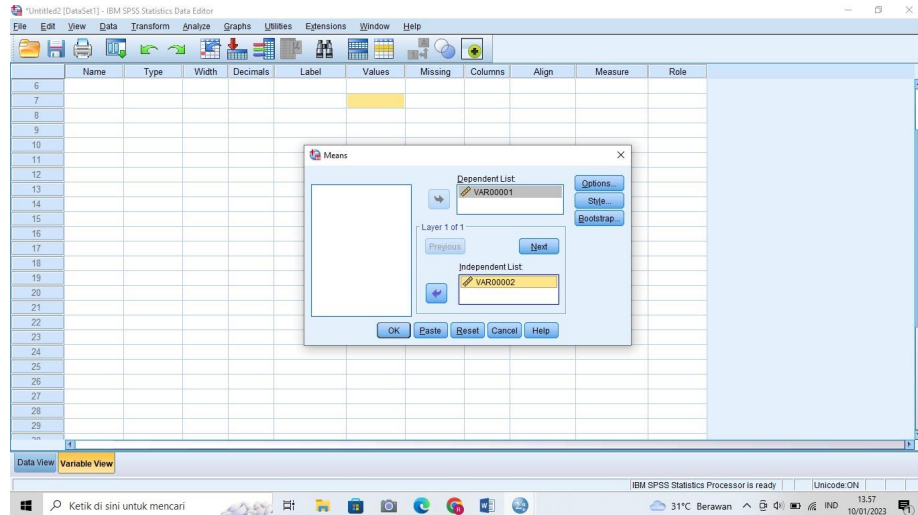 *Untitled2 [DataSet1] - IBM SPSS Statistics Data Editor
File Edit View Data Transform Analyze Graphs Utilities Extensions Window Help
Name Type Width Decimals Label Values Missing Columns Align Measure Role
6
7
8
9
10
11
12
13
14
15
16
17
18
19
20
21
22
23
24
25
26
27
28
29
Means
Dependent List:
VAR00001
Options...
Style...
Bootstrap...
Layer 1 of 1
Previous Next
Independent List:
VAR00002
OK Paste Reset Cancel Help
Data View Variable View
IBM SPSS Statistics Processor is ready Unicode:ON
Ketik di sini untuk mencari
31°C Berawan IND 13.57
10/01/2023